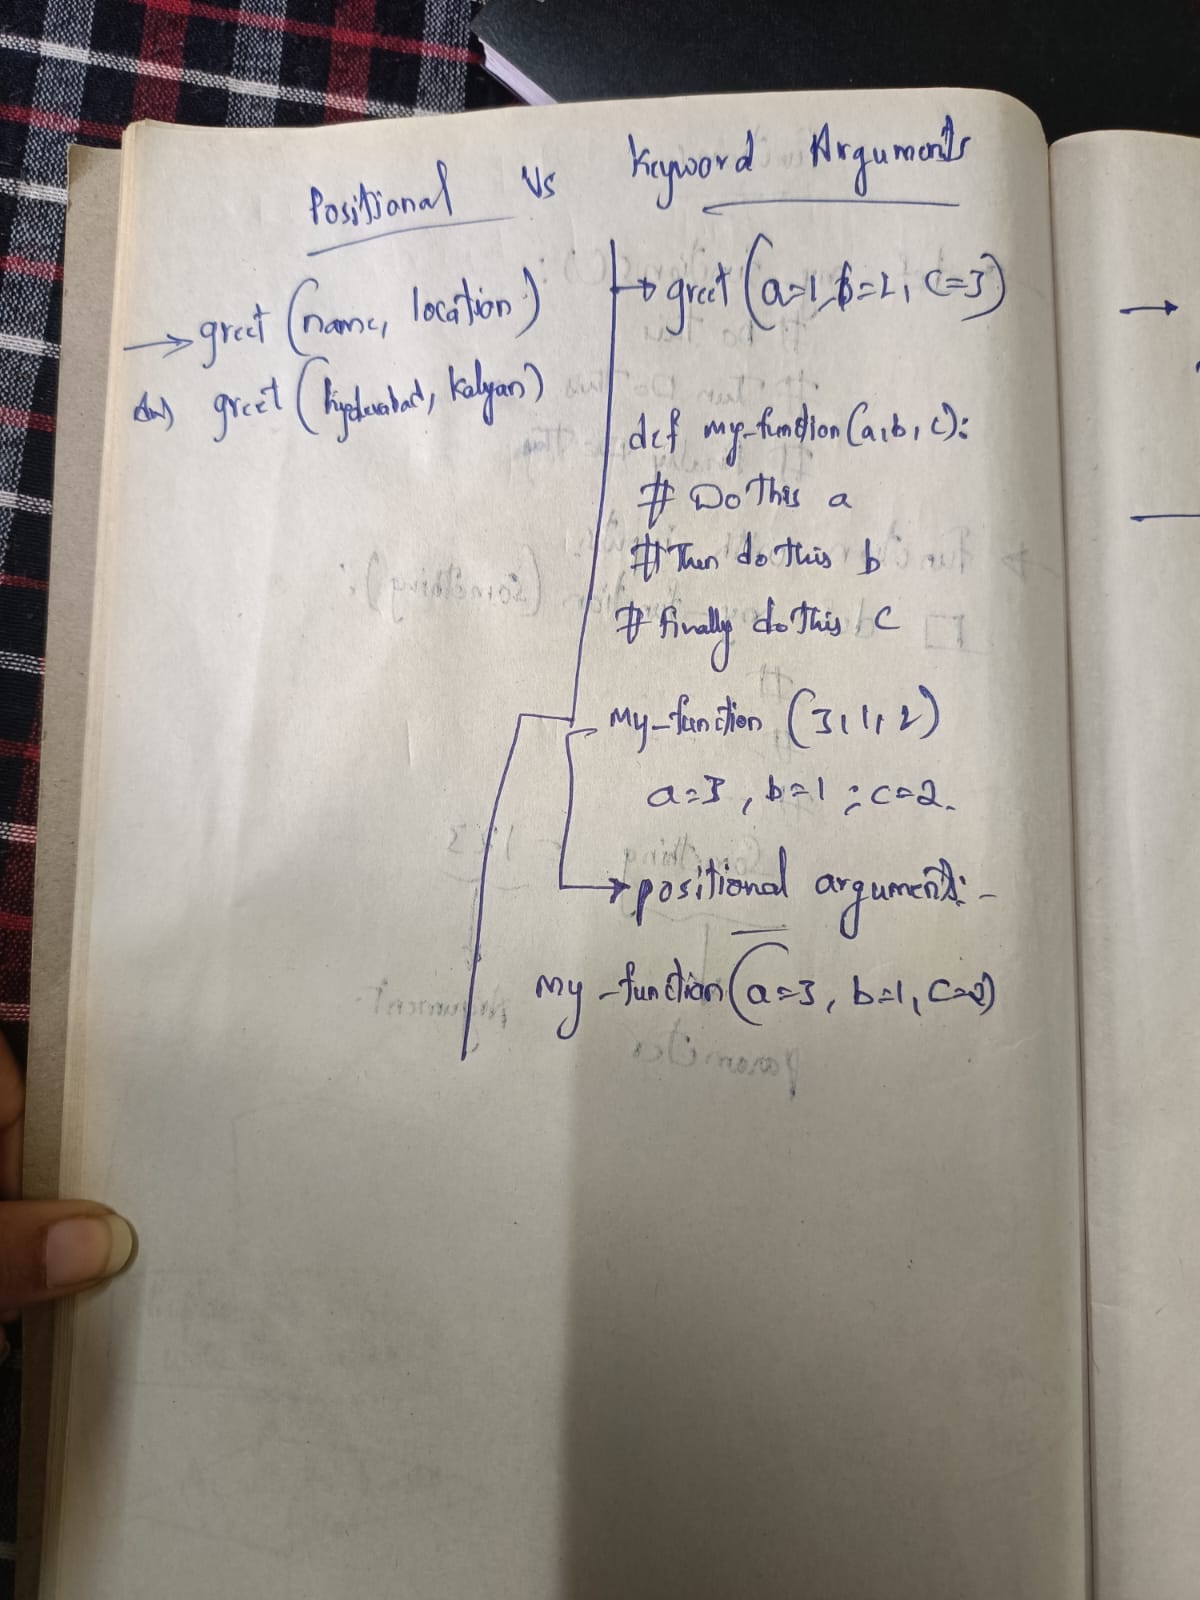 Positional Vs Keyword Arguments
→ greet (name, location)
greet (hyderabad, kalyan)
→ greet (a=1, b=2, c=3)
def my-function (a, b, c):
# Do this a
# Then do this b
# Finally do this c
My-function (3, 1, 2)
a=3, b=1; c=2.
→ positional arguments:-
My-function (a=3, b=1, c=2)